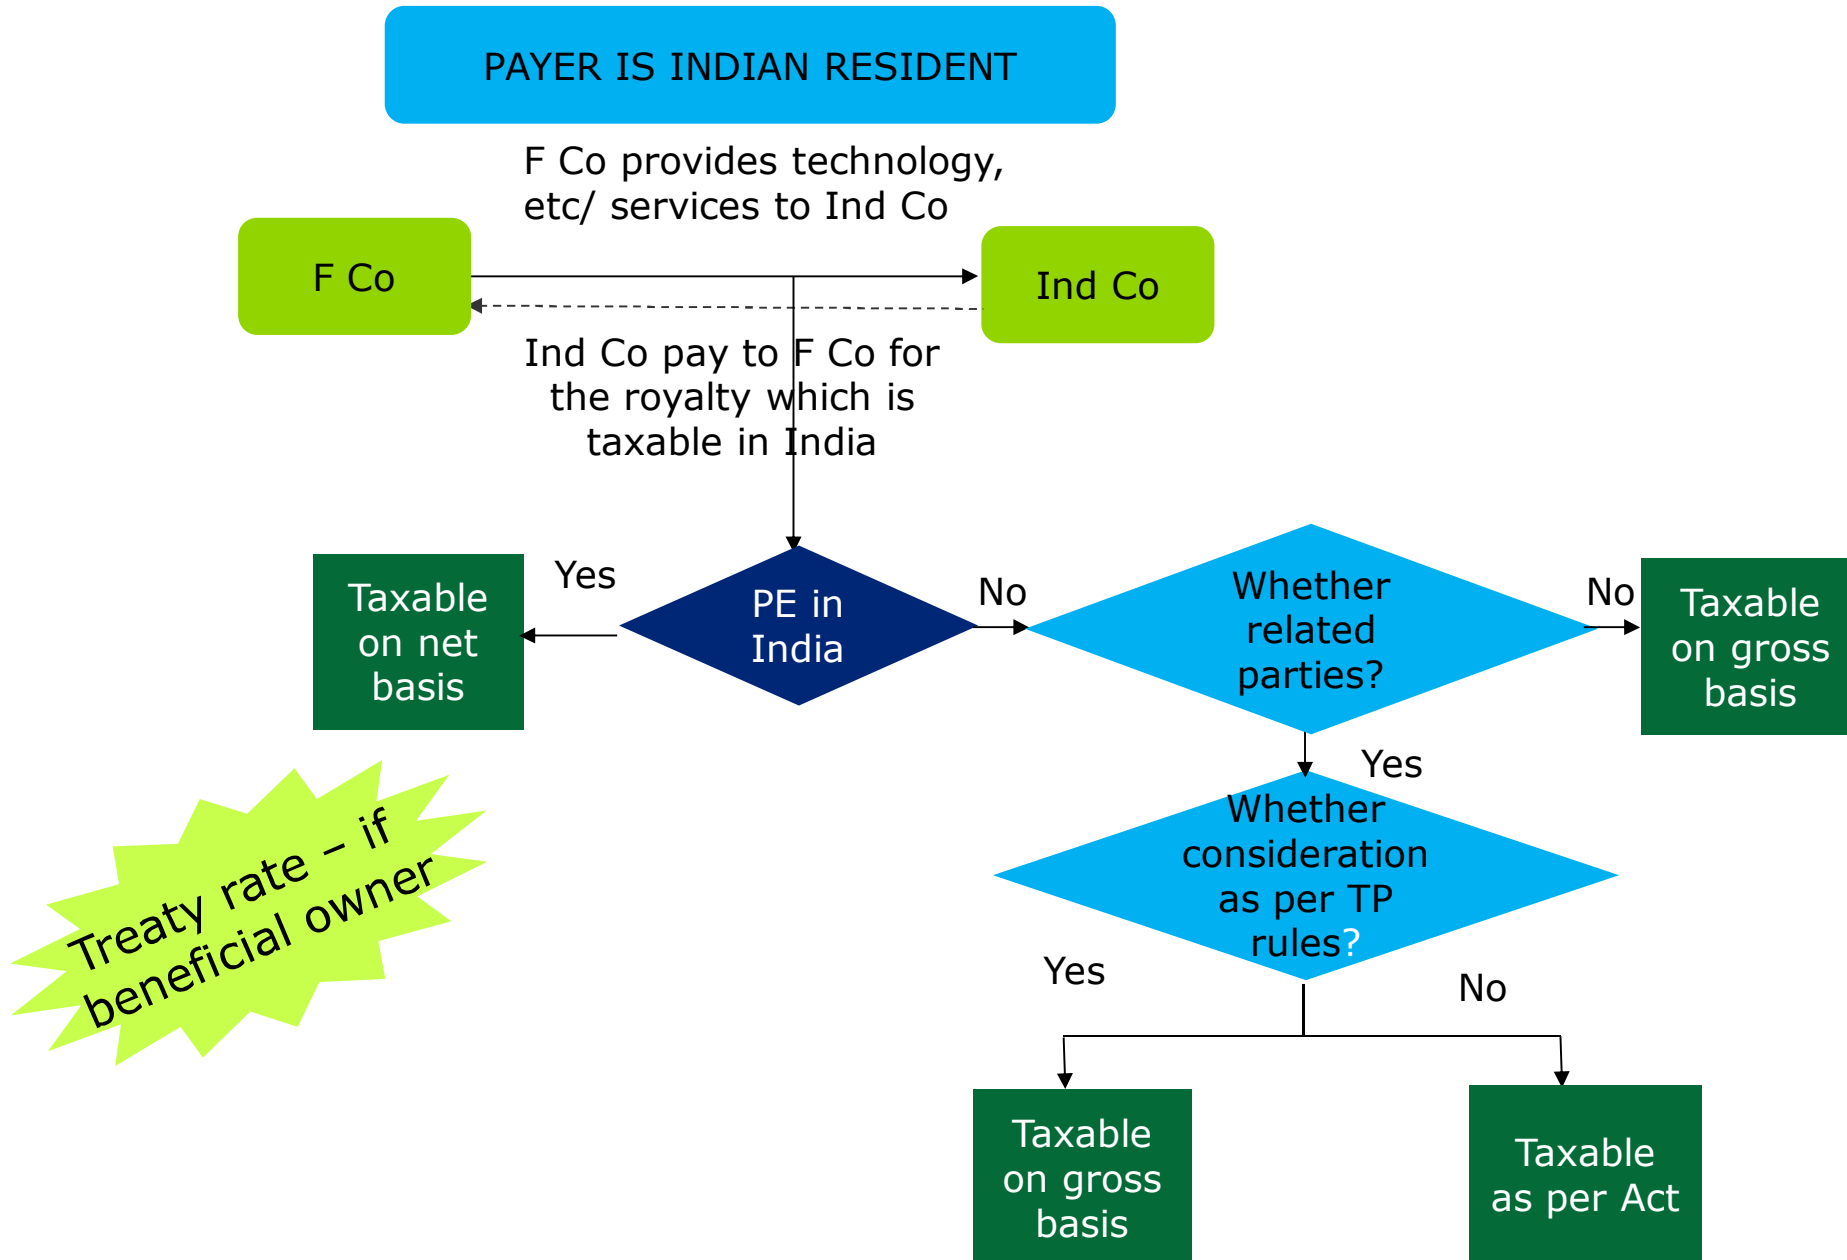 PAYER IS INDIAN RESIDENT
F Co provides technology,
etc/ services to Ind Co
F Co
Ind Co
Ind Co pay to F Co for
the royalty which is
taxable in India
Taxable
on net
basis
Yes
PE in
India
No
Whether
related
parties?
No
Taxable
on gross
basis
Yes
Treaty rate – if
beneficial owner
Whether
consideration
as per TP
rules?
Yes
No
Taxable
on gross
basis
Taxable
as per Act